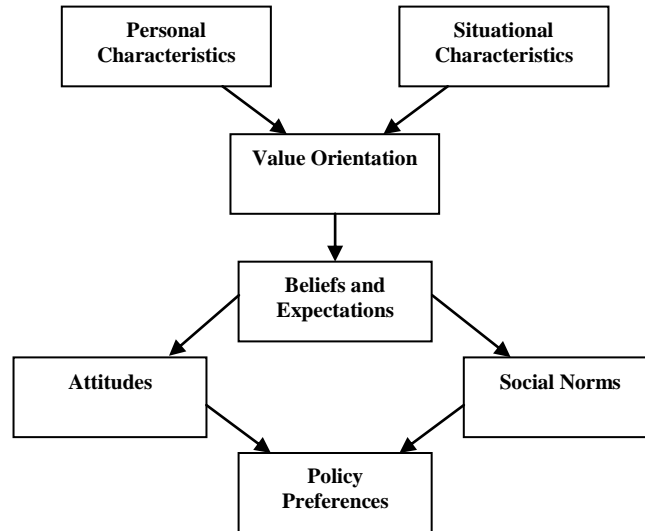 Personal
Characteristics
Situational
Characteristics
Value Orientation
Beliefs and
Expectations
Attitudes
Social Norms
Policy
Preferences